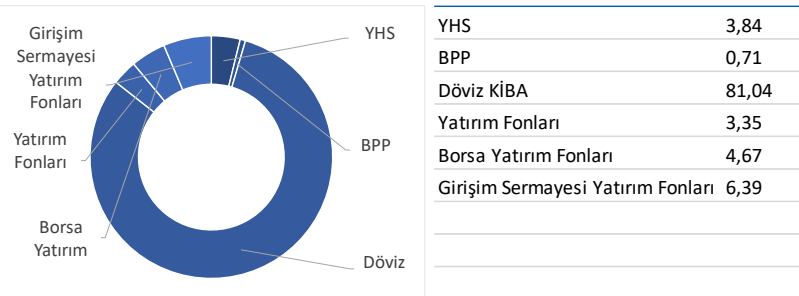 Girişim
Sermayesi
Yatırım
Fonları
Yatırım
Fonları
Borsa
Yatırım
YHS
BPP
Döviz
YHS 3,84
BPP 0,71
Döviz KİBA 81,04
Yatırım Fonları 3,35
Borsa Yatırım Fonları 4,67
Girişim Sermayesi Yatırım Fonları 6,39